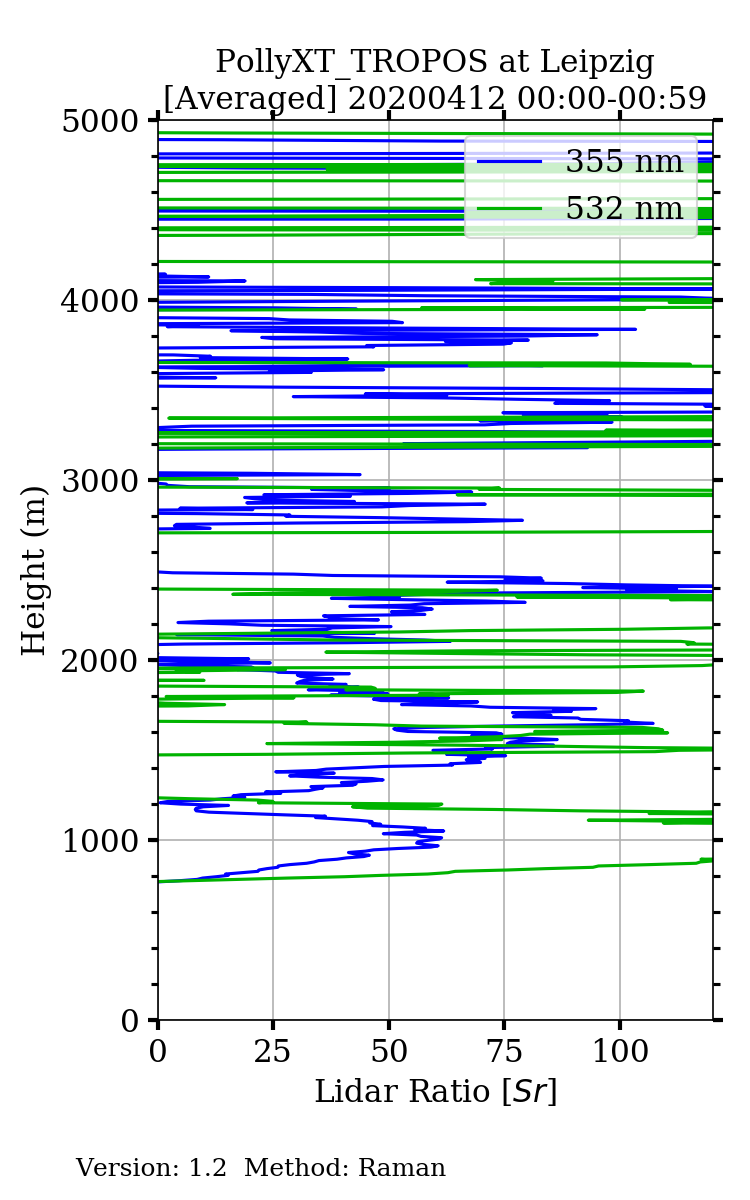 PollyXT_TROPOS at Leipzig
[Averaged] 20200412 00:00-00:59
5000
4000
3000
2000
1000
0
Height (m)
355 nm
532 nm
0 25 50 75 100
Lidar Ratio [Sr]
Version: 1.2 Method: Raman